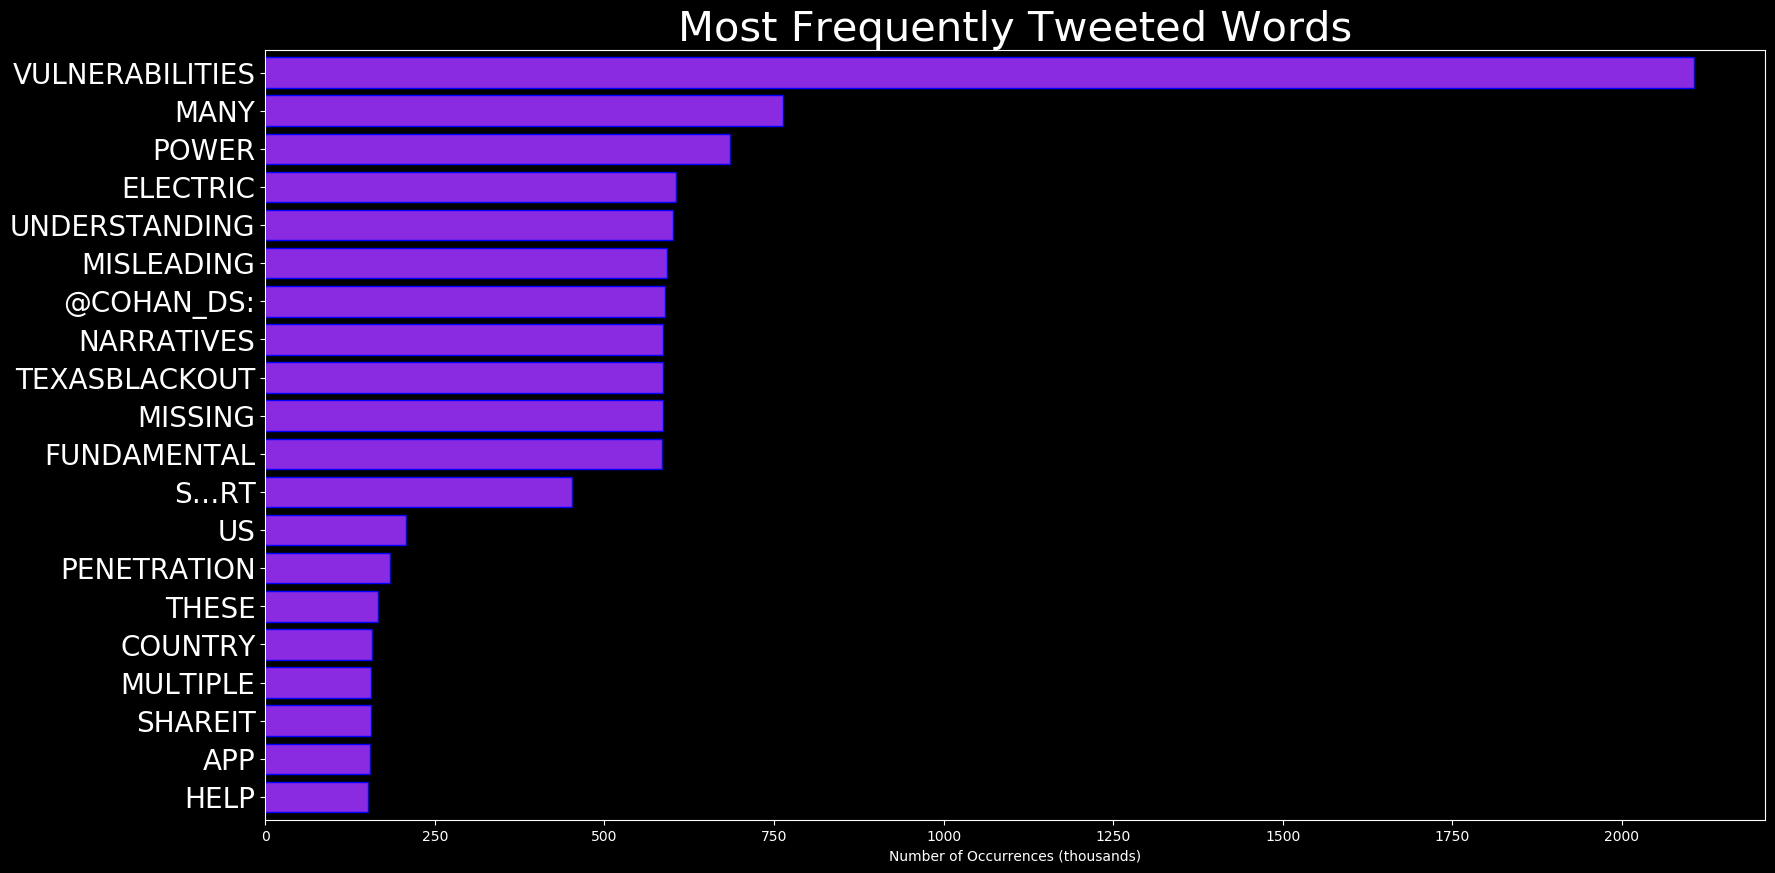 Most Frequently Tweeted Words
VULNERABILITIES
MANY
POWER
ELECTRIC
UNDERSTANDING
MISLEADING
@COHAN_DS:
NARRATIVES
TEXASBLACKOUT
MISSING
FUNDAMENTAL
S…RT
US
PENETRATION
THESE
COUNTRY
MULTIPLE
SHAREIT
APP
HELP
0 250 500 750 1000 1250 1500 1750 2000
Number of Occurrences (thousands)